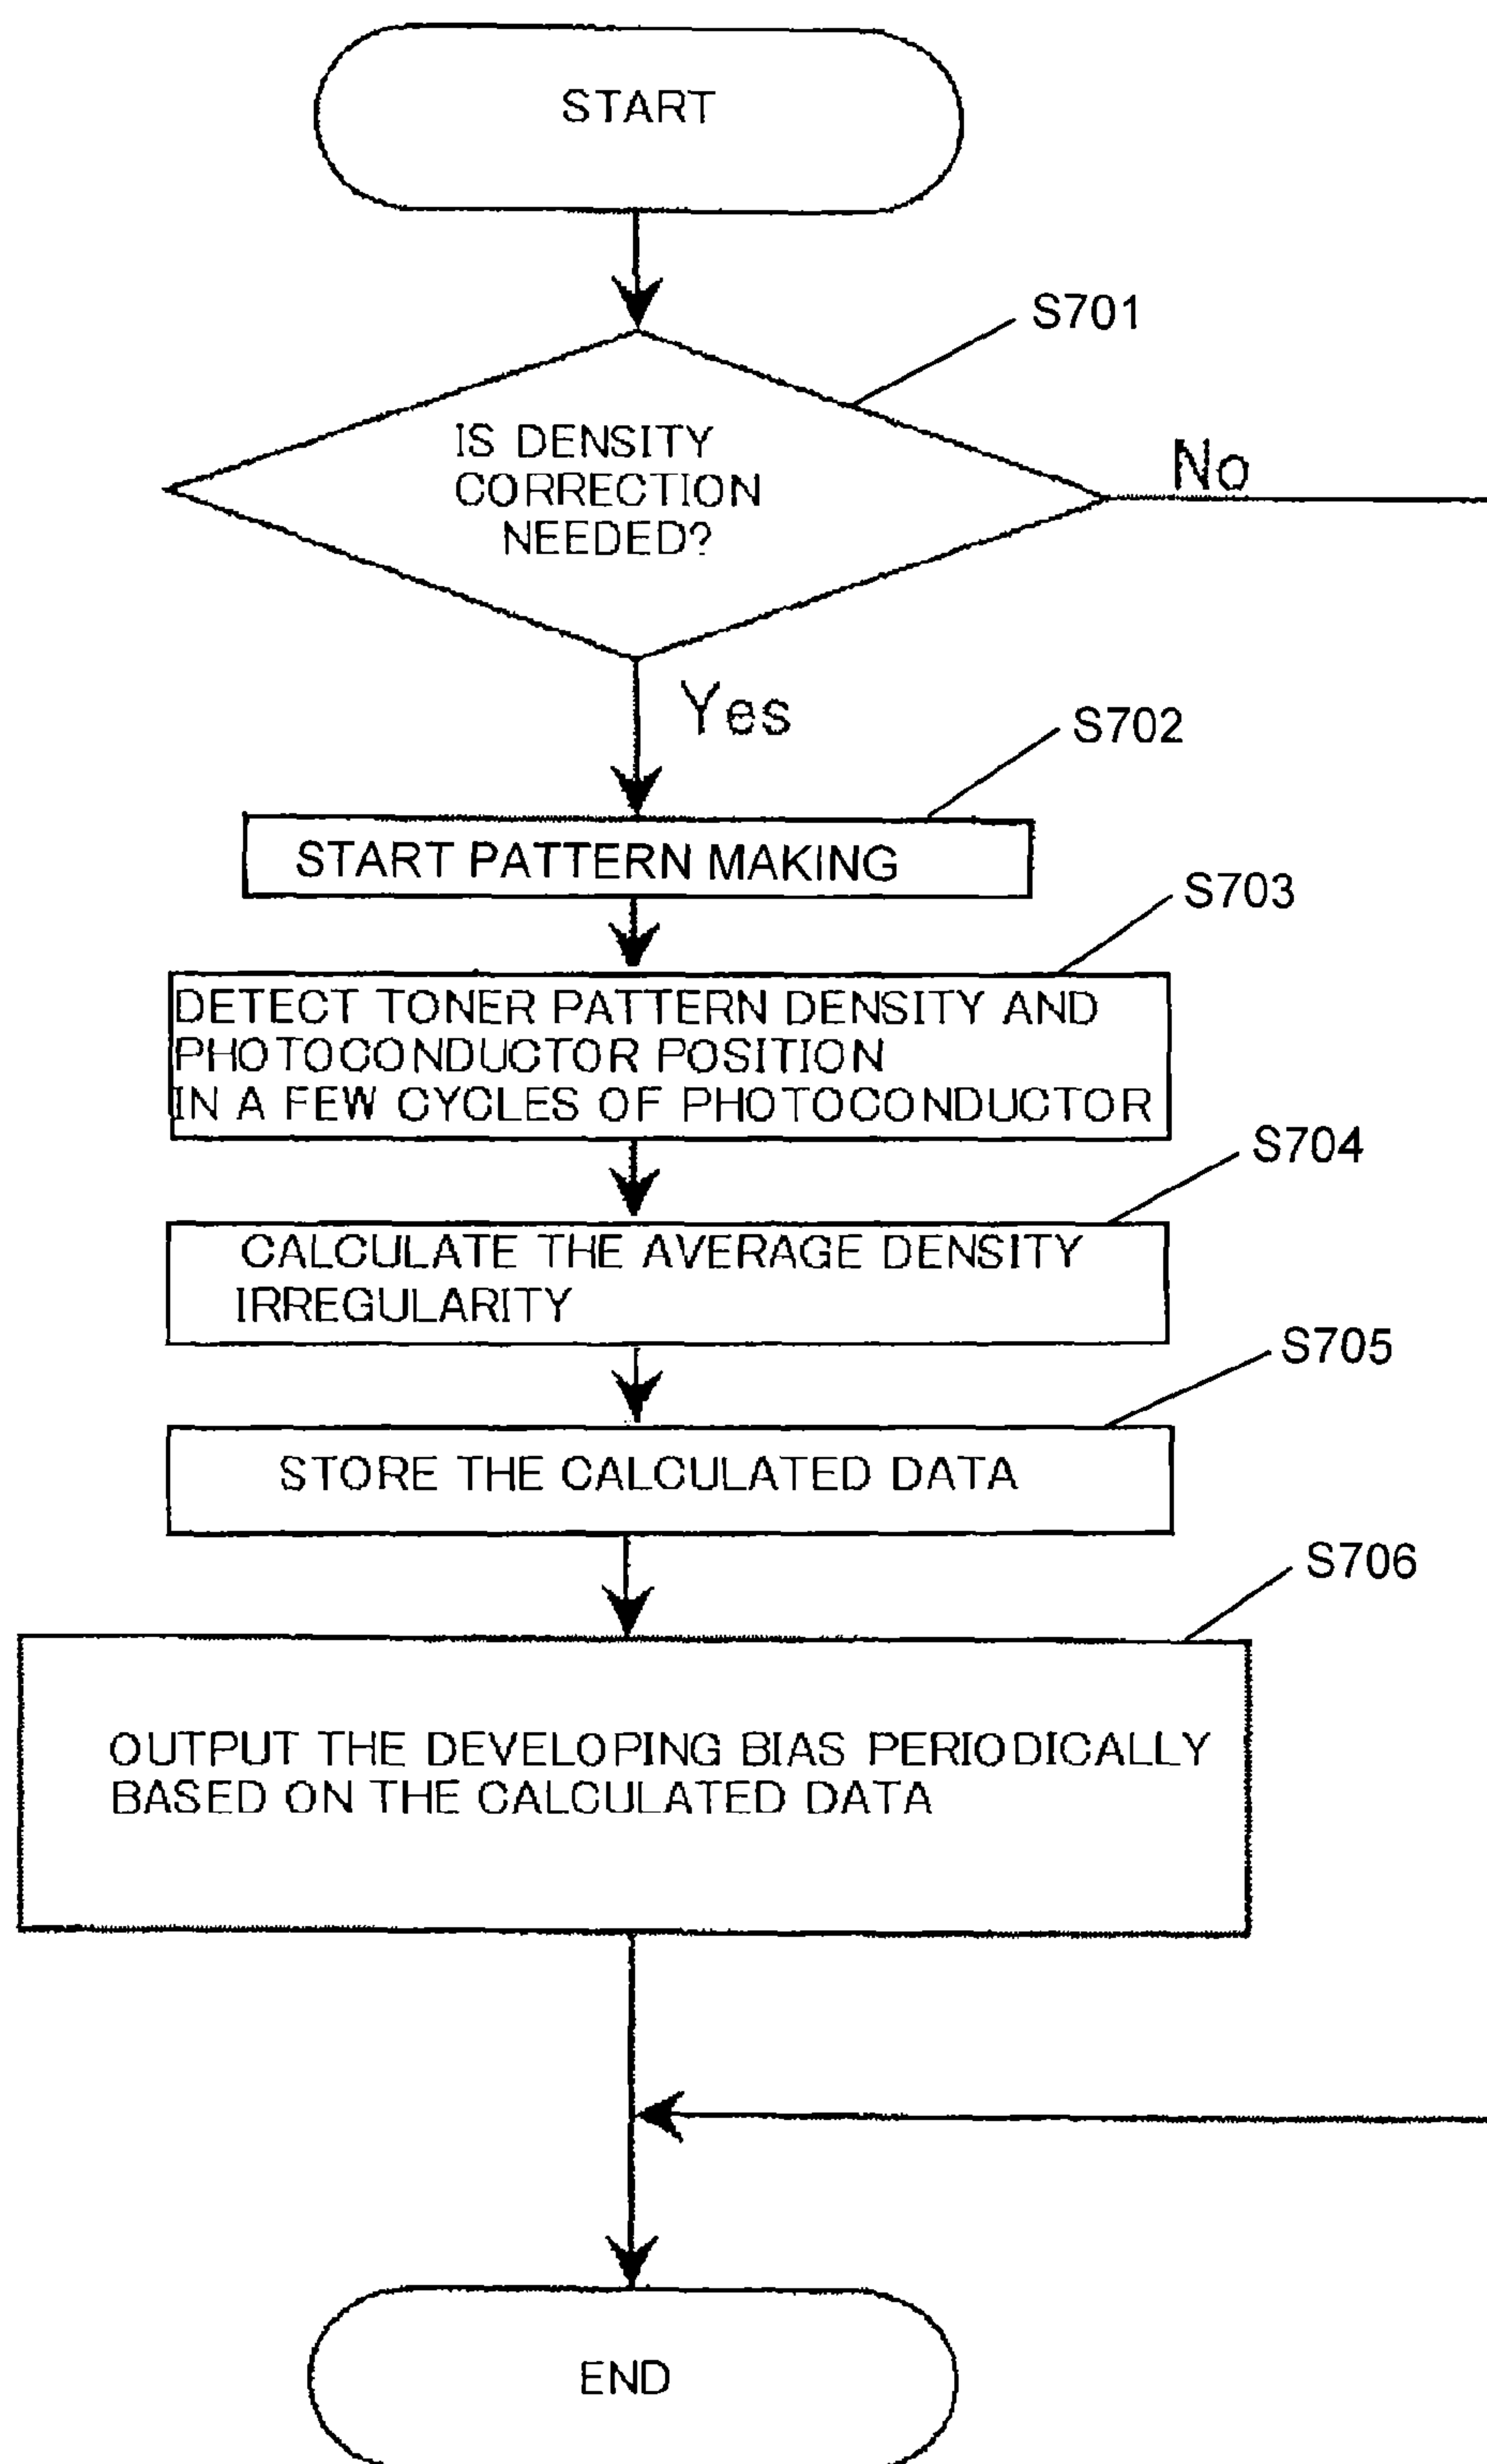 START
S701
IS DENSITY
CORRECTION
NEEDED?
No
Yes
S702
START PATTERN MAKING
S703
DETECT TONER PATTERN DENSITY AND
PHOTOCONDUCTOR POSITION
IN A FEW CYCLES OF PHOTOCONDUCTOR
S704
CALCULATE THE AVERAGE DENSITY
IRREGULARITY
S705
STORE THE CALCULATED DATA
S706
OUTPUT THE DEVELOPING BIAS PERIODICALLY
BASED ON THE CALCULATED DATA
END